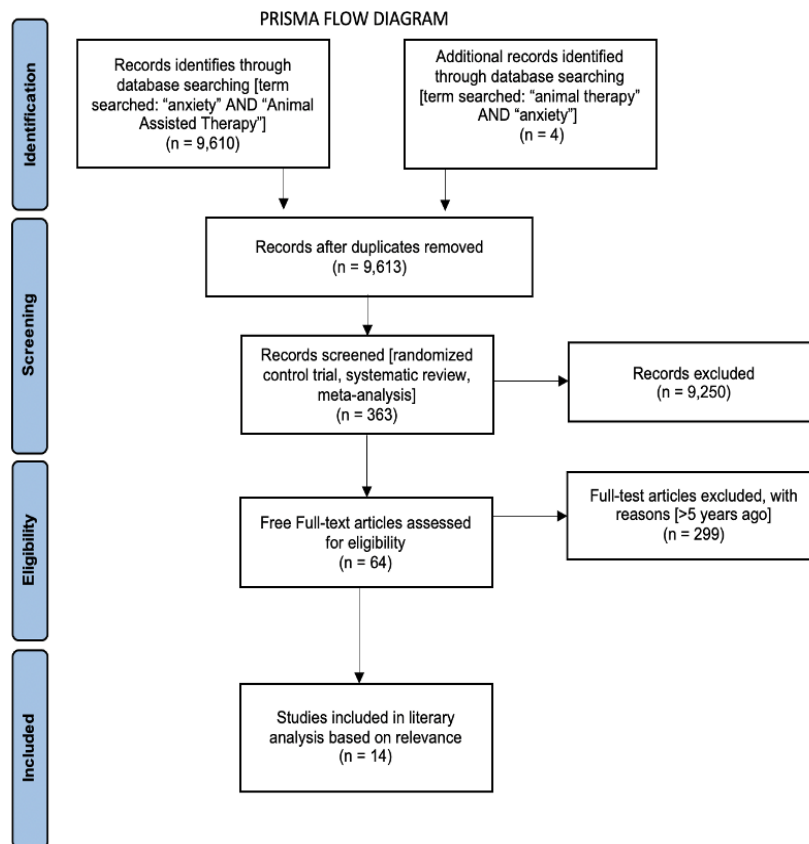 PRISMA FLOW DIAGRAM
Identification
Records identifies through
database searching [term
searched: “anxiety” AND “Animal
Assisted Therapy”]
(n = 9,610)
Additional records identified
through database searching
[term searched: “animal therapy”
AND “anxiety”]
(n = 4)
Screening
Records after duplicates removed
(n = 9,613)
Records screened [randomized
control trial, systematic review,
meta-analysis]
(n = 363)
Records excluded
(n = 9,250)
Eligibility
Free Full-text articles assessed
for eligibility
(n = 64)
Full-test articles excluded, with
reasons [>5 years ago]
(n = 299)
Included
Studies included in literary
analysis based on relevance
(n = 14)